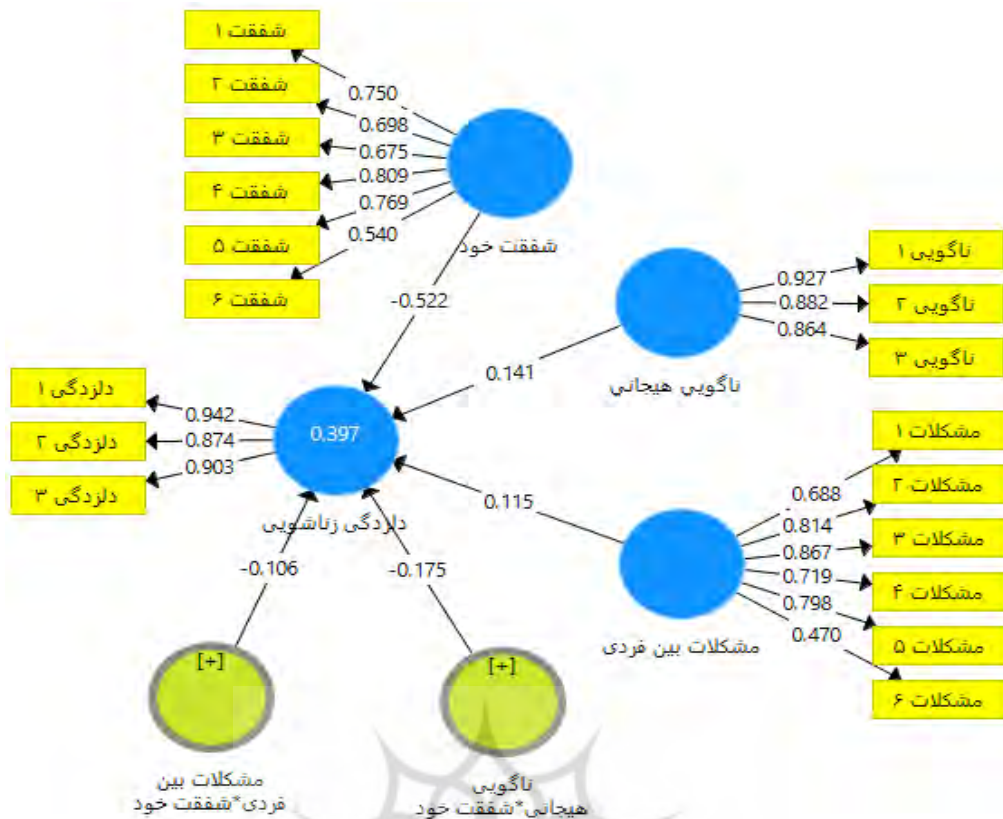 شفقت ۱
شفقت ۲
شفقت ۳
شفقت ۴
شفقت ۵
شفقت ۶
0.750
0.698
0.675
0.809
0.769
0.540
شفقت خود
-0.522
ناگویی ۱
ناگویی ۲
ناگویی ۳
0.927
0.882
0.864
ناگویی هیجاني
0.141
دلزدگی ۱
دلزدگی ۲
دلزدگی ۳
0.942
0.874
0.903
0.397
دلزدگی زناشویی
0.115
مشکلات ۱
مشکلات ۲
مشکلات ۳
مشکلات ۴
مشکلات ۵
مشکلات ۶
0.688
0.814
0.867
0.719
0.798
0.470
مشکلات بین فردی
-0.106
-0.175
[+]
مشکلات بین
فردی*شفقت خود
[+]
ناگویی
هیجانی*شفقت خود